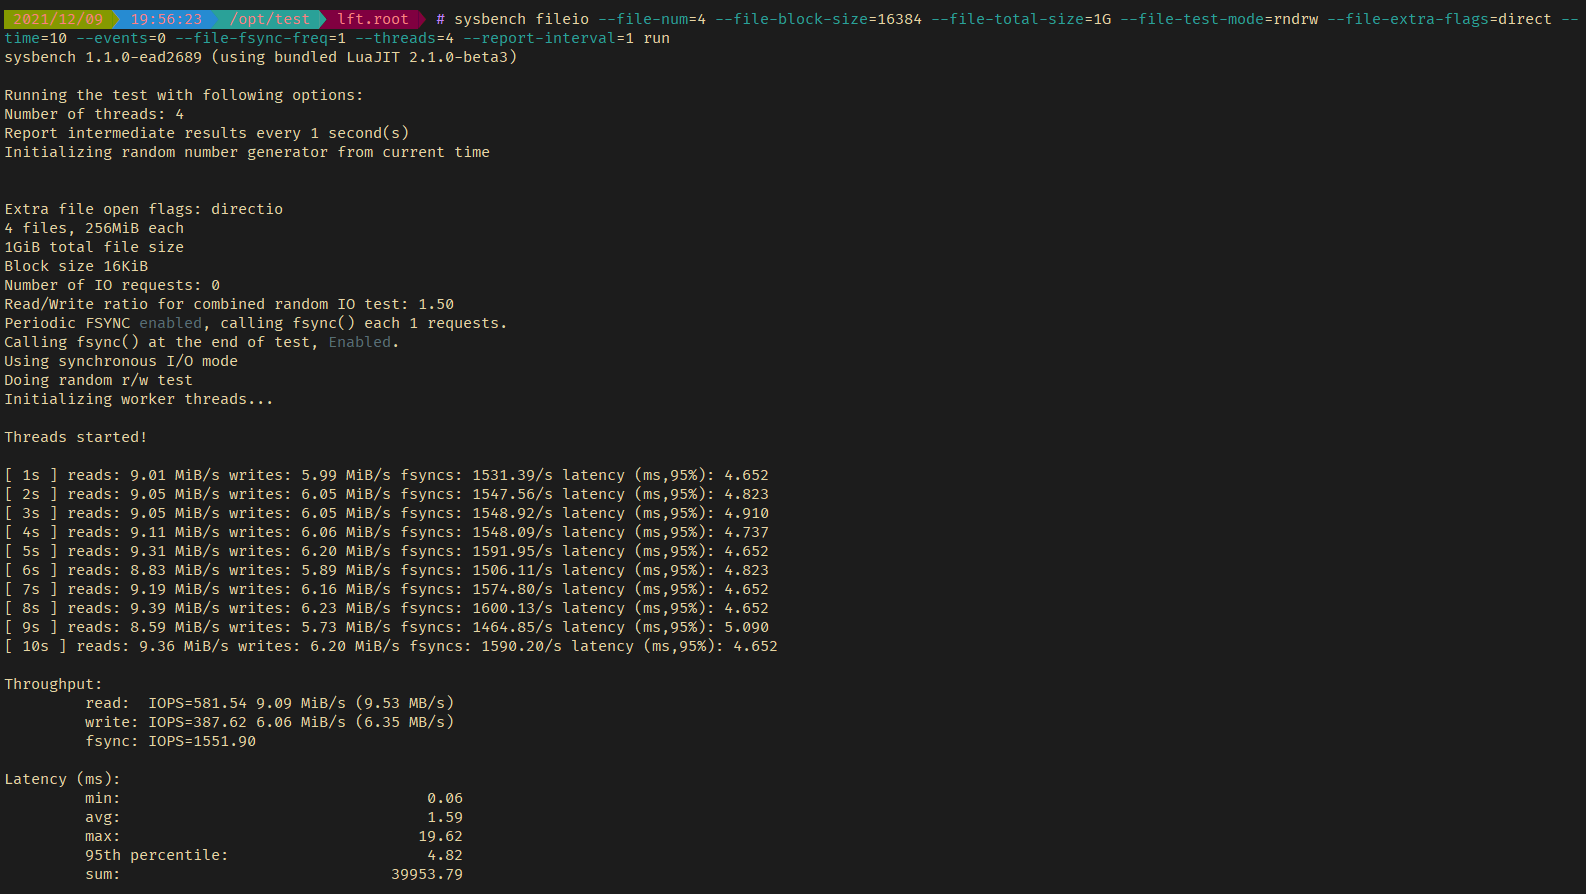 2021/12/09 19:56:23 /opt/test lft.root # sysbench fileio --file-num=4 --file-block-size=16384 --file-total-size=1G --file-test-mode=rndrw --file-extra-flags=direct --
time=10 --events=0 --file-fsync-freq=1 --threads=4 --report-interval=1 run
sysbench 1.1.0-ead2689 (using bundled LuaJIT 2.1.0-beta3)
Running the test with following options:
Number of threads: 4
Report intermediate results every 1 second(s)
Initializing random number generator from current time
Extra file open flags: directio
4 files, 256MiB each
1GiB total file size
Block size 16KiB
Number of IO requests: 0
Read/Write ratio for combined random IO test: 1.50
Periodic FSYNC enabled, calling fsync() each 1 requests.
Calling fsync() at the end of test, Enabled.
Using synchronous I/O mode
Doing random r/w test
Initializing worker threads...
Threads started!
[ 1s ] reads: 9.01 MiB/s writes: 5.99 MiB/s fsyncs: 1531.39/s latency (ms,95%): 4.652
[ 2s ] reads: 9.05 MiB/s writes: 6.05 MiB/s fsyncs: 1547.56/s latency (ms,95%): 4.823
[ 3s ] reads: 9.05 MiB/s writes: 6.05 MiB/s fsyncs: 1548.92/s latency (ms,95%): 4.910
[ 4s ] reads: 9.11 MiB/s writes: 6.06 MiB/s fsyncs: 1548.09/s latency (ms,95%): 4.737
[ 5s ] reads: 9.31 MiB/s writes: 6.20 MiB/s fsyncs: 1591.95/s latency (ms,95%): 4.652
[ 6s ] reads: 8.83 MiB/s writes: 5.89 MiB/s fsyncs: 1506.11/s latency (ms,95%): 4.823
[ 7s ] reads: 9.19 MiB/s writes: 6.16 MiB/s fsyncs: 1574.80/s latency (ms,95%): 4.652
[ 8s ] reads: 9.39 MiB/s writes: 6.23 MiB/s fsyncs: 1600.13/s latency (ms,95%): 4.652
[ 9s ] reads: 8.59 MiB/s writes: 5.73 MiB/s fsyncs: 1464.85/s latency (ms,95%): 5.090
[ 10s ] reads: 9.36 MiB/s writes: 6.20 MiB/s fsyncs: 1590.20/s latency (ms,95%): 4.652
Throughput:
read: IOPS=581.54 9.09 MiB/s (9.53 MB/s)
write: IOPS=387.62 6.06 MiB/s (6.35 MB/s)
fsync: IOPS=1551.90
Latency (ms):
min: 0.06
avg: 1.59
max: 19.62
95th percentile: 4.82
sum: 39953.79